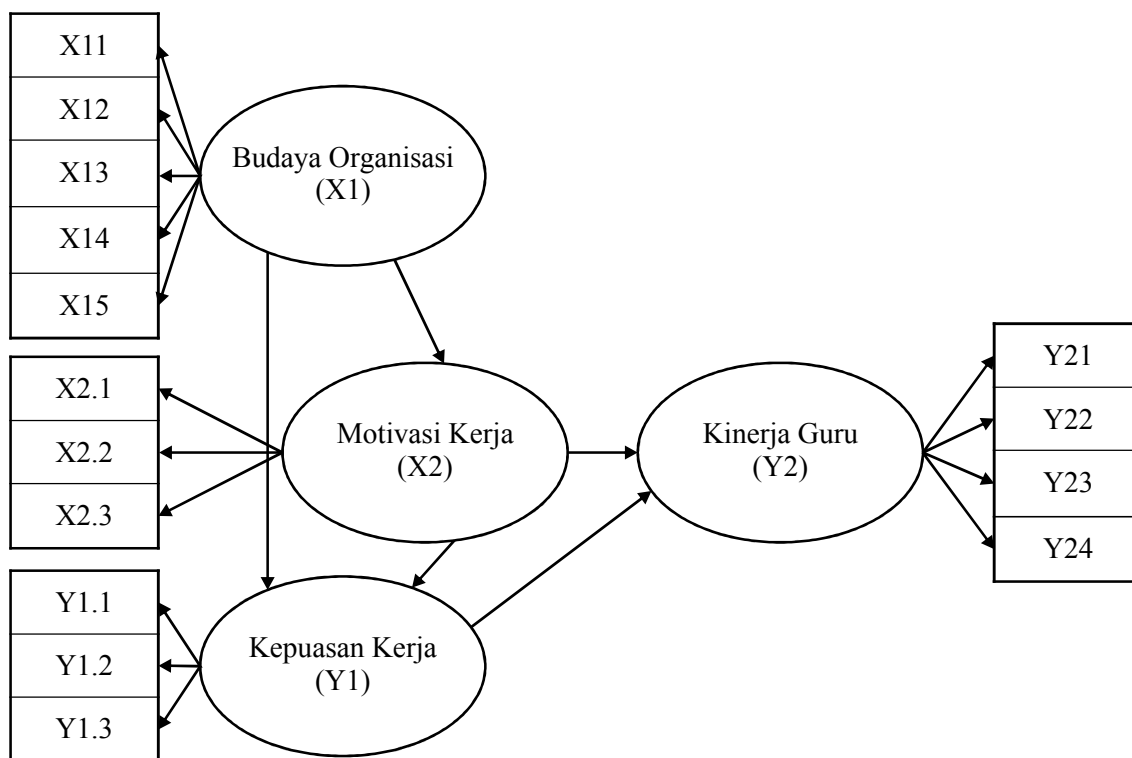 X11
X12
X13
X14
X15
Budaya Organisasi
(X1)
X2.1
X2.2
X2.3
Motivasi Kerja
(X2)
Kinerja Guru
(Y2)
Y21
Y22
Y23
Y24
Y1.1
Y1.2
Y1.3
Kepuasan Kerja
(Y1)